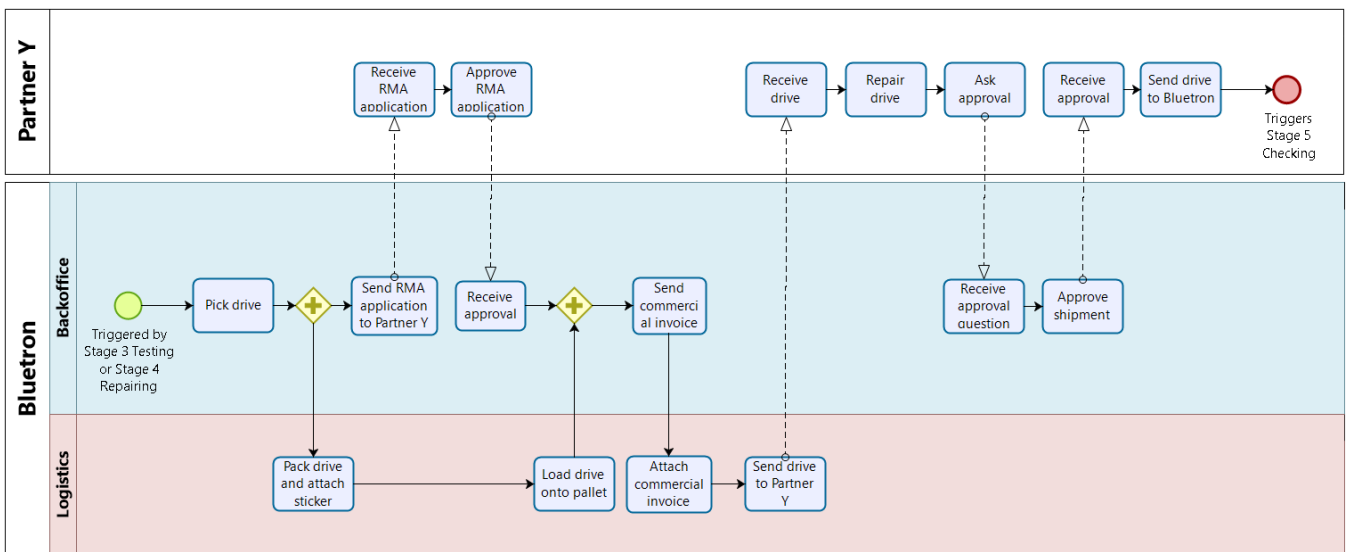 Partner Y
Receive
RMA
application
Approve
RMA
application
Receive
drive
Repair
drive
Ask
approval
Receive
approval
Send drive
to Bluetron
Triggers
Stage 5
Checking
Bluetron
Backoffice
Triggered by
Stage 3 Testing
or Stage 4
Repairing
Pick drive
Send RMA
application
to Partner Y
Receive
approval
Send
commerci
al invoice
Receive
approval
question
Approve
shipment
Logistics
Pack drive
and attach
sticker
Load drive
onto pallet
Attach
commercial
invoice
Send drive
to Partner
Y